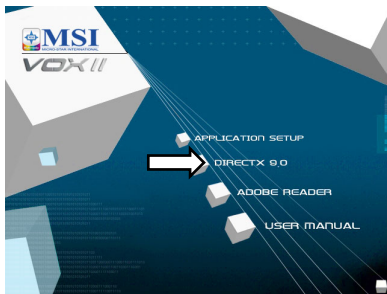 MSI
MICRO-STAR INTERNATIONAL
VOX II
APPLICATION SETUP
DIRECTX 9.0
ADOBE READER
USER MANUAL